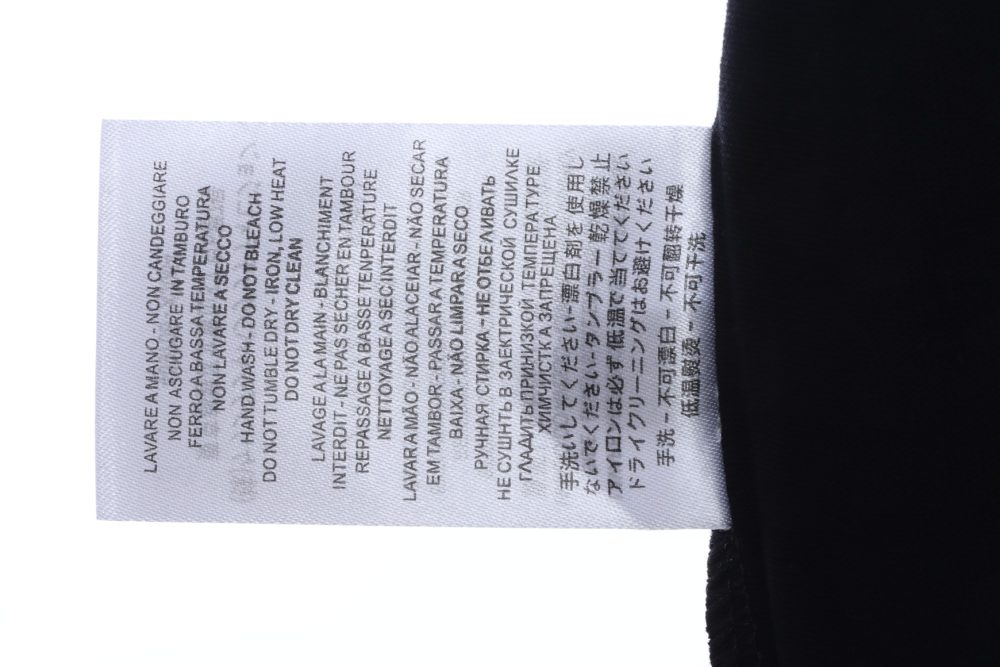 LAVARE A MANO - NON CANDEGGIARE
NON ASCIUGARE IN TAMBURO
FERRO A BASSA TEMPERATURA
NON LAVARE A SECCO
HAND WASH - DO NOT BLEACH
DO NOT TUMBLE DRY - IRON, LOW HEAT
DO NOT DRY CLEAN
LAVAGE A LA MAIN - BLANCHIAMENT
INTERDIT - NE PAS SECHER EN TAMBOUR
REPASSAGE A BASSE TENPERATURE
NETTOYAGE A SEC INTERDIT
LAVAR A MÃO - NÃO ALACEIAR - NÃO SECAR
EM TAMBOR - PASSAR A TEMPERATURA
BAIXA - NÃO LIMPAR A SECO
РУЧНАЯ СТИРКА - НЕ ОТБЕЛИВАТЬ
НЕ СУШНТЬ В ЗАЕКТРИЧЕСКОЙ СУШИЛКЕ
ГЛАДИТЬ ПРИ НИЗКОЙ ТЕМПЕРАТУРЕ
ХИМЧИСТКА ЗАПРЕЩЕНА
手洗いしてください-漂白剤を使用し
ないでください-タンブラー乾燥禁止
アイロンは必ず 低温で当ててください
ドライクリーニングはお避けください
手洗 - 不可漂白 - 不可翻转干燥
低温熨烫 - 不可干洗